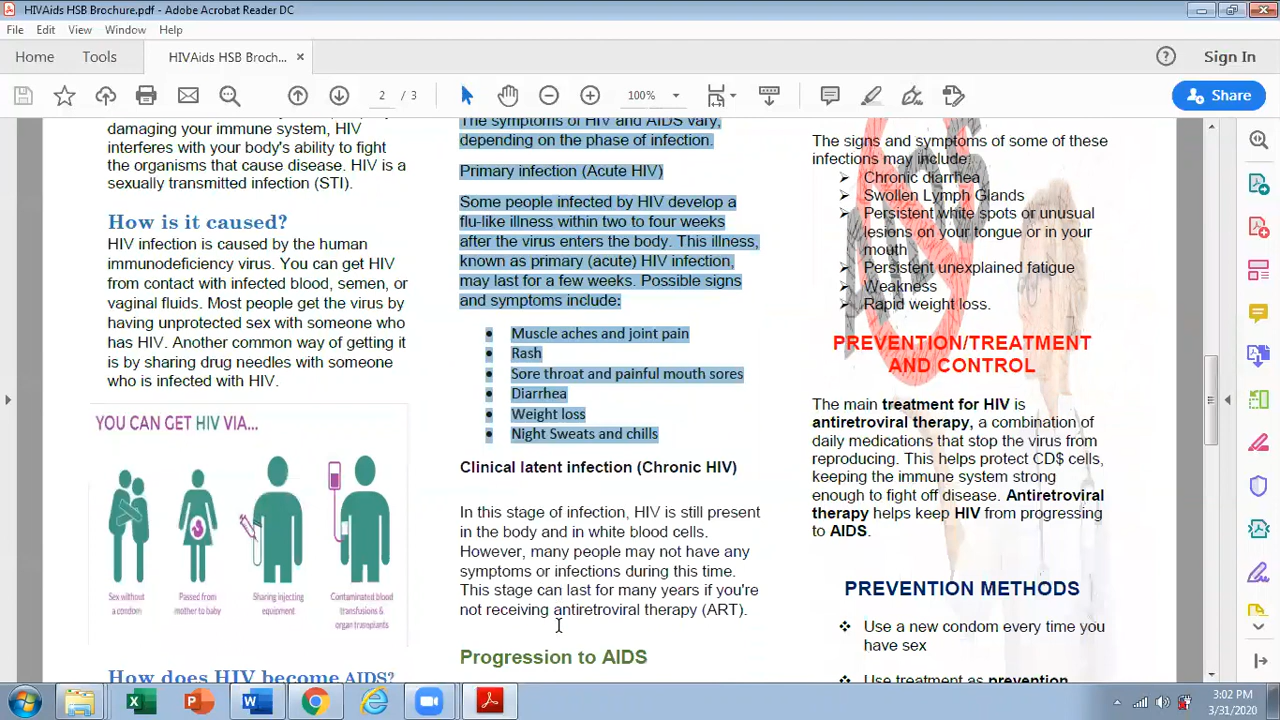 HIVAids HSB Brochure.pdf - Adobe Acrobat Reader DC
File Edit View Window Help
Home Tools HIVAids HSB Broch... × Sign In
2 / 3 100% Share
damaging your immune system, HIV
interferes with your body's ability to fight
the organisms that cause disease. HIV is a
sexually transmitted infection (STI).
How is it caused?
HIV infection is caused by the human
immunodeficiency virus. You can get HIV
from contact with infected blood, semen, or
vaginal fluids. Most people get the virus by
having unprotected sex with someone who
has HIV. Another common way of getting it
is by sharing drug needles with someone
who is infected with HIV.
YOU CAN GET HIV VIA...
Sex without
a condom
Passed from
mother to baby
Sharing injecting
equipment
Contaminated blood
transfusions &
organ transplants
How does HIV become AIDS?
The symptoms of HIV and AIDS vary,
depending on the phase of infection.
Primary infection (Acute HIV)
Some people infected by HIV develop a
flu-like illness within two to four weeks
after the virus enters the body. This illness,
known as primary (acute) HIV infection,
may last for a few weeks. Possible signs
and symptoms include:
• Muscle aches and joint pain
• Rash
• Sore throat and painful mouth sores
• Diarrhea
• Weight loss
• Night Sweats and chills
Clinical latent infection (Chronic HIV)
In this stage of infection, HIV is still present
in the body and in white blood cells.
However, many people may not have any
symptoms or infections during this time.
This stage can last for many years if you're
not receiving antiretroviral therapy (ART).
Progression to AIDS
The signs and symptoms of some of these
infections may include:
➢ Chronic diarrhea
➢ Swollen Lymph Glands
➢ Persistent white spots or unusual
lesions on your tongue or in your
mouth
➢ Persistent unexplained fatigue
➢ Weakness
➢ Rapid weight loss.
PREVENTION/TREATMENT
AND CONTROL
The main treatment for HIV is
antiretroviral therapy, a combination of
daily medications that stop the virus from
reproducing. This helps protect CD$ cells,
keeping the immune system strong
enough to fight off disease. Antiretroviral
therapy helps keep HIV from progressing
to AIDS.
PREVENTION METHODS
❖ Use a new condom every time you
have sex
❖ Use treatment as prevention
3:02 PM
3/31/2020